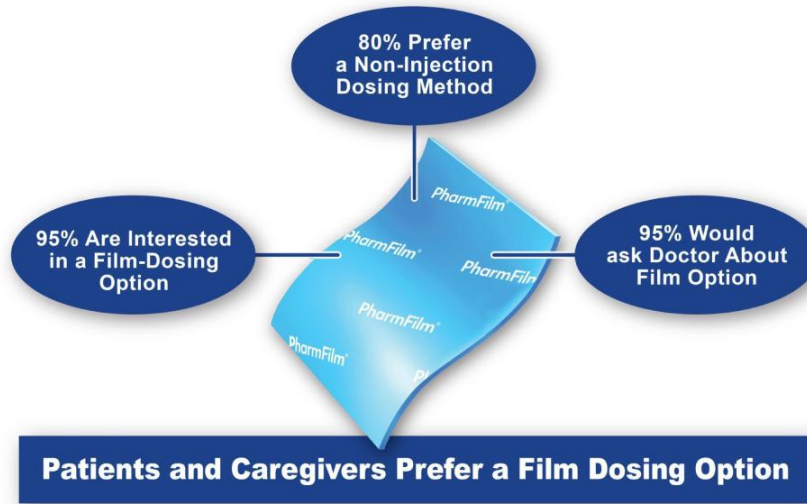 80% Prefer
a Non-Injection
Dosing Method
95% Are Interested
in a Film-Dosing
Option
95% Would
ask Doctor About
Film Option
PharmFilm®
PharmFilm®
PharmFilm
PharmFilm®
PharmFilm®
Ph
Patients and Caregivers Prefer a Film Dosing Option